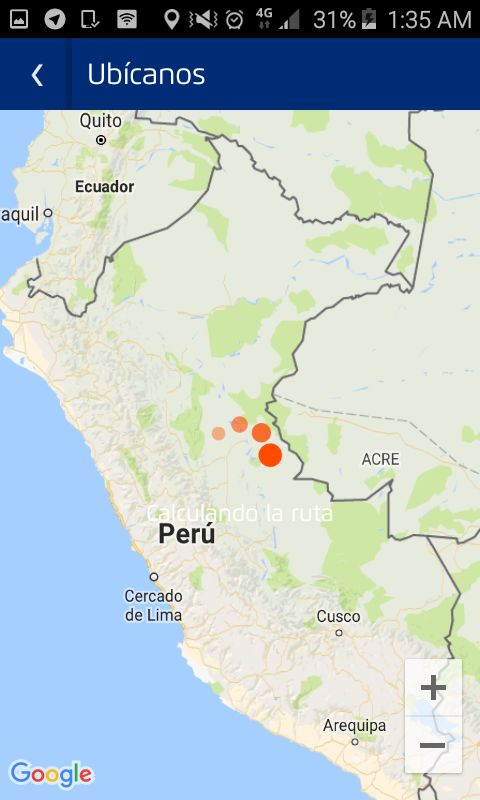 4G 31% 1:35 AM
Ubícanos
Quito
Ecuador
aquil
ACRE
Calculando la ruta
Perú
Cercado
de Lima
Cusco
Arequipa
+
−
Google